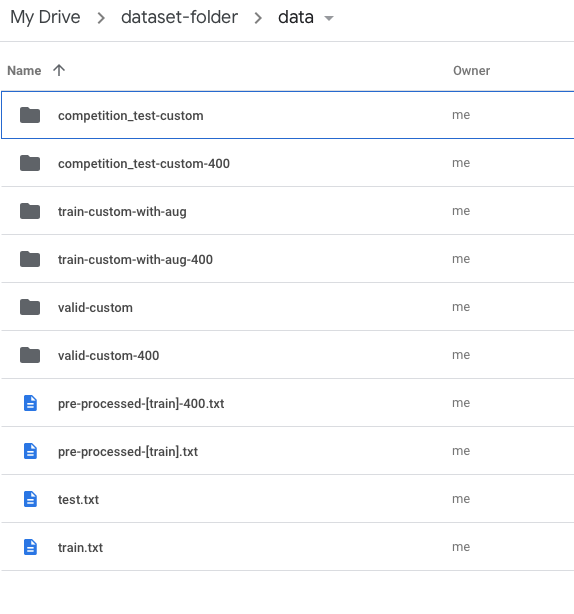 My Drive > dataset-folder > data
Name Owner
competition_test-custom me
competition_test-custom-400 me
train-custom-with-aug me
train-custom-with-aug-400 me
valid-custom me
valid-custom-400 me
pre-processed-[train]-400.txt me
pre-processed-[train].txt me
test.txt me
train.txt me